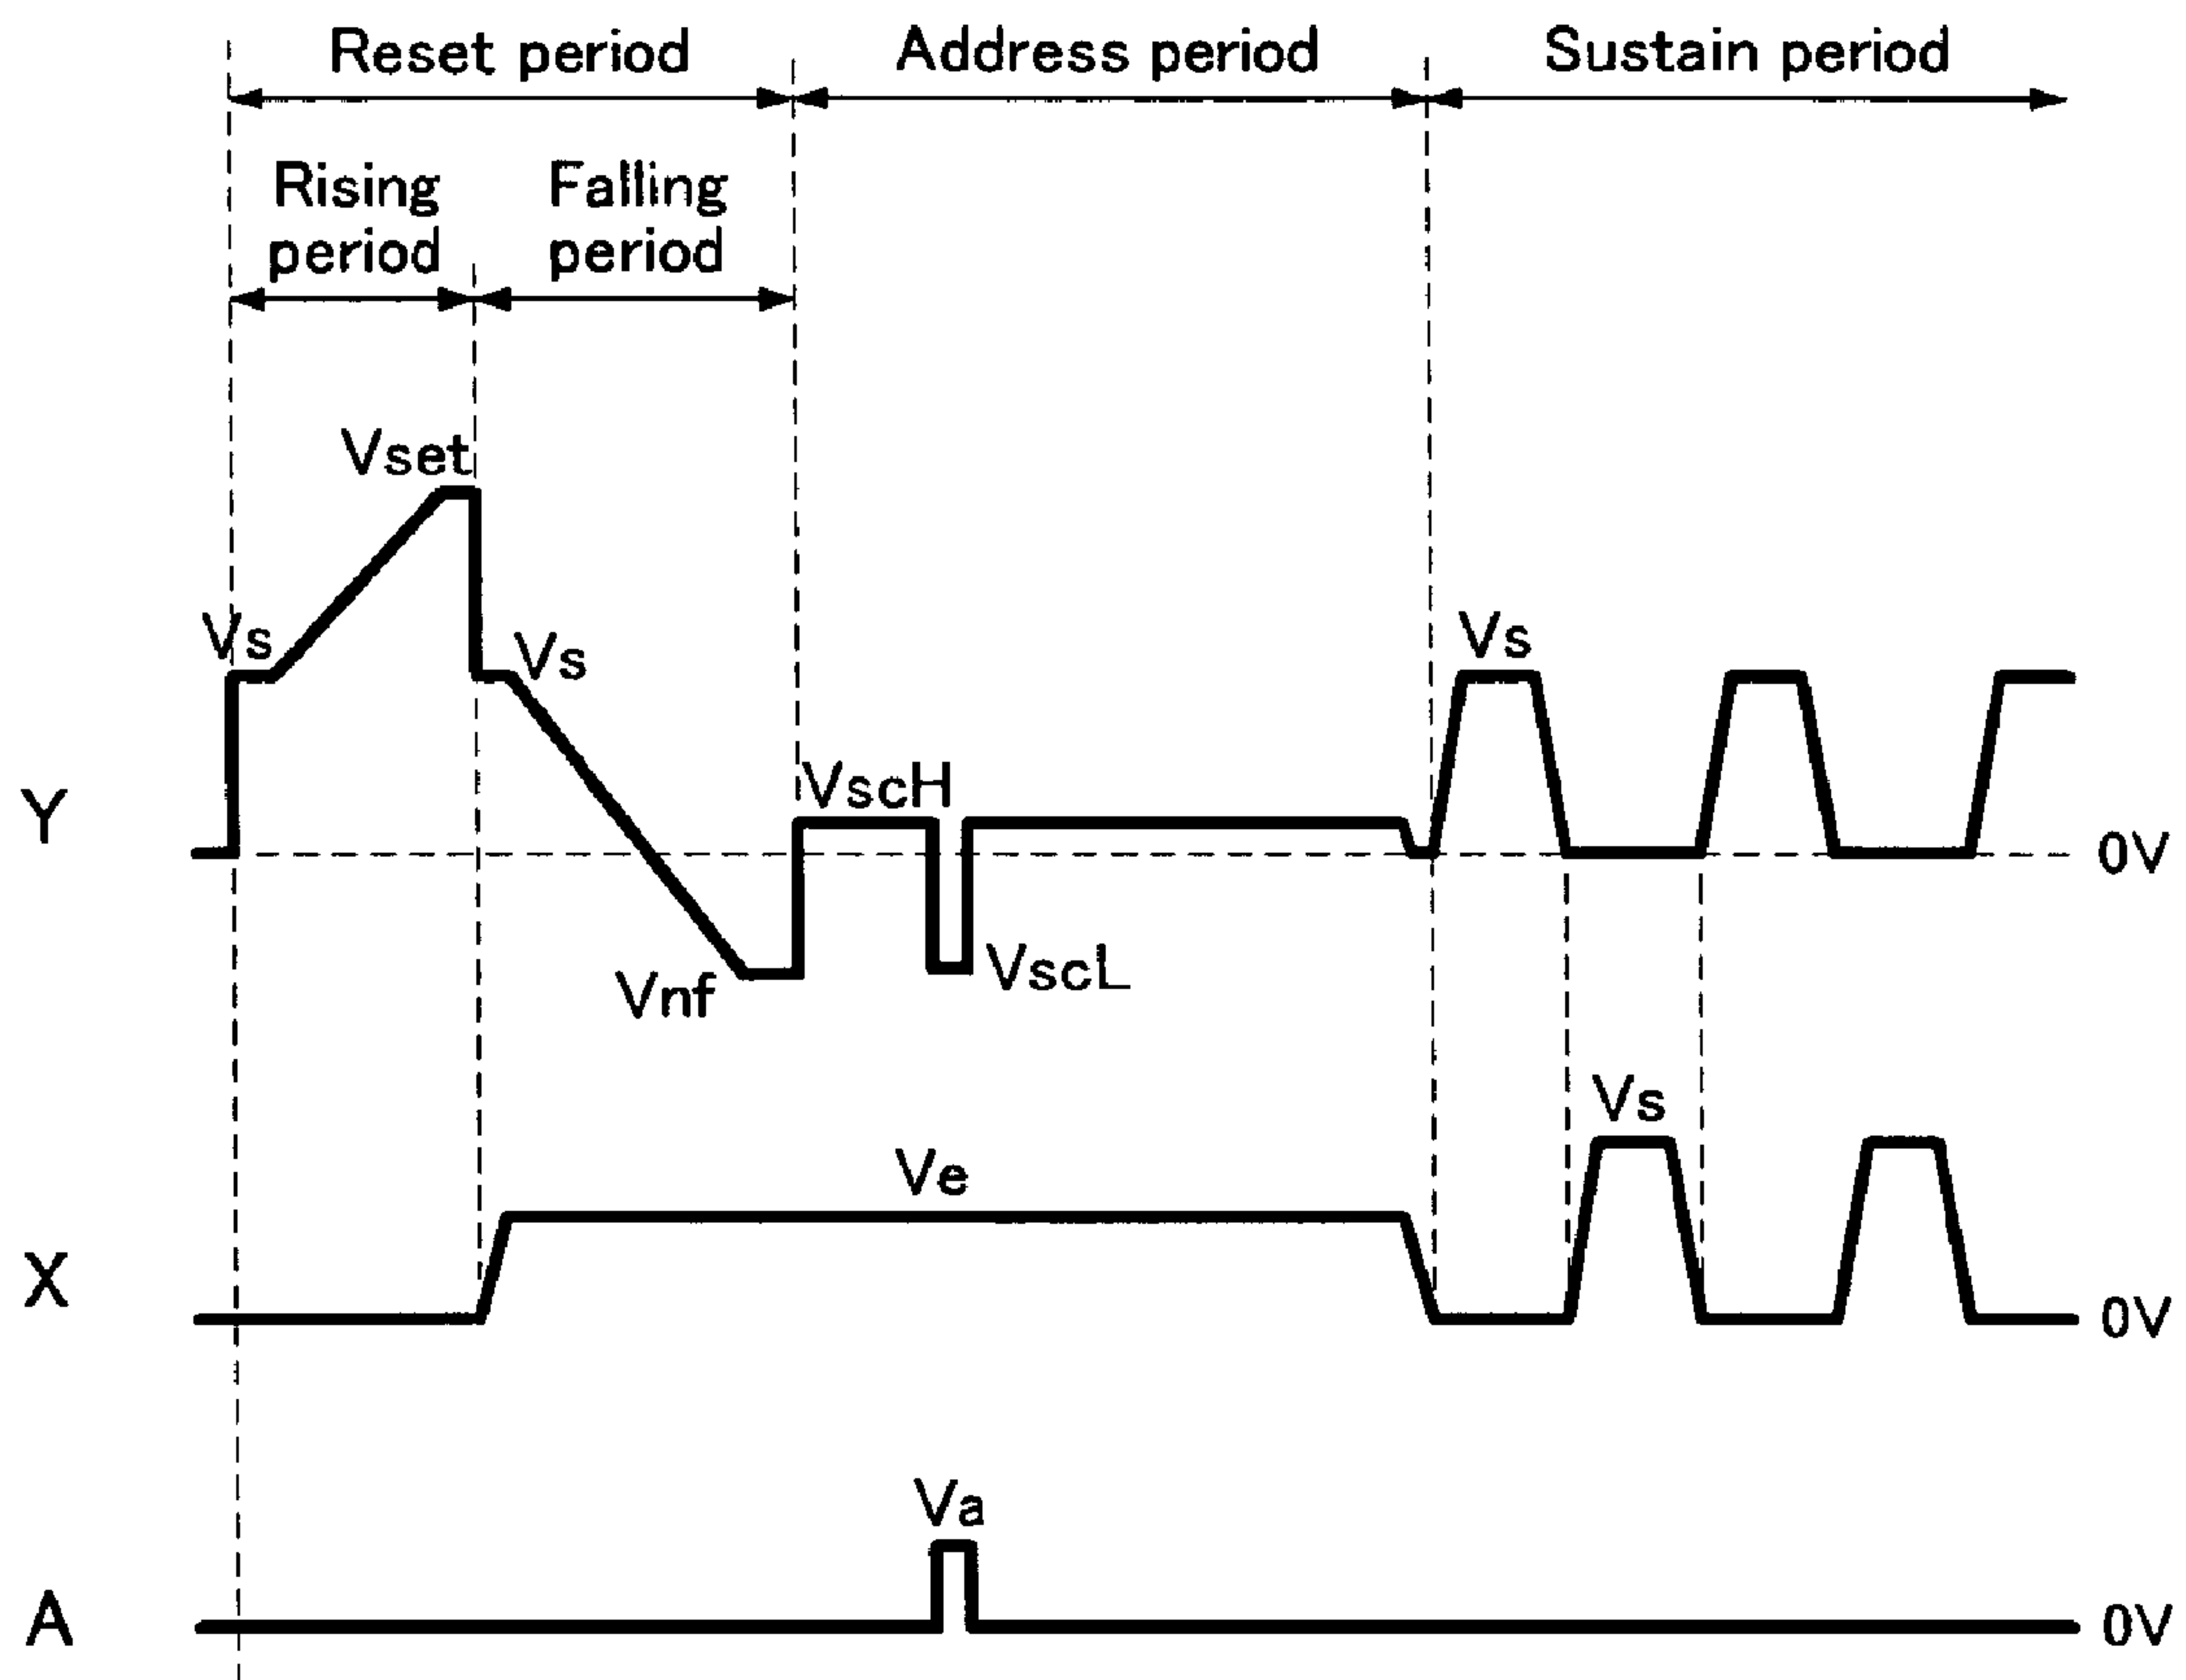 Reset period
Address period
Sustain period
Rising
period
Falling
period
Vset
Vs
Vs
Vs
VscH
Y
0V
VscL
Vnf
Vs
Ve
X
0V
Va
A
0V